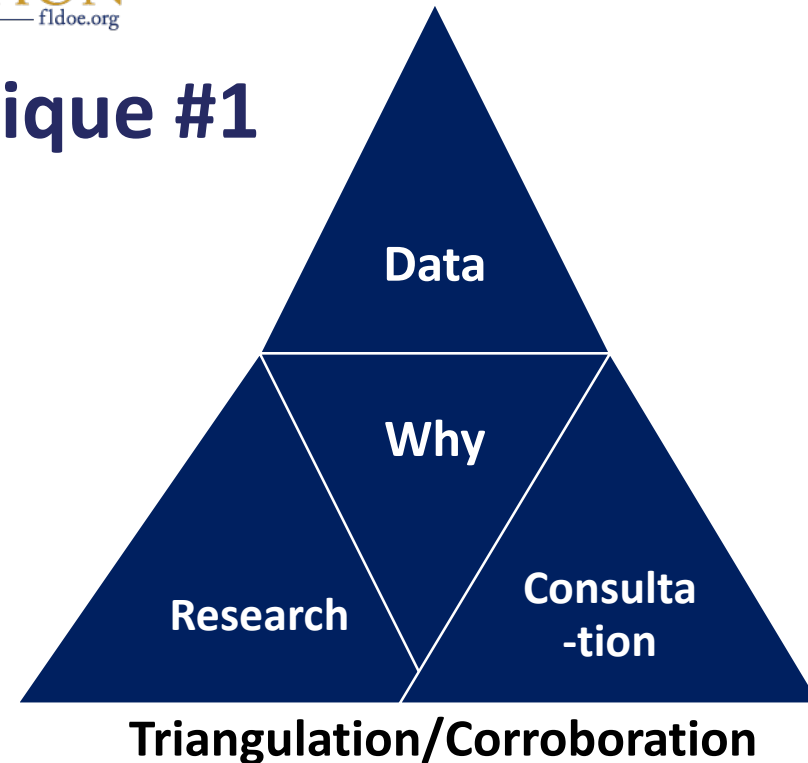 fldoe.org
ique #1
Data
Why
Research
Consulta
-tion
Triangulation/Corroboration